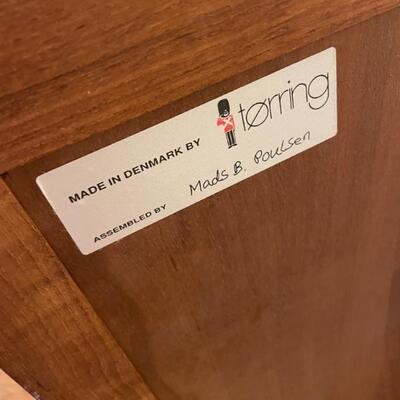 MADE IN DENMARK BY tørring
ASSEMBLED BY Mads B. Poulsen